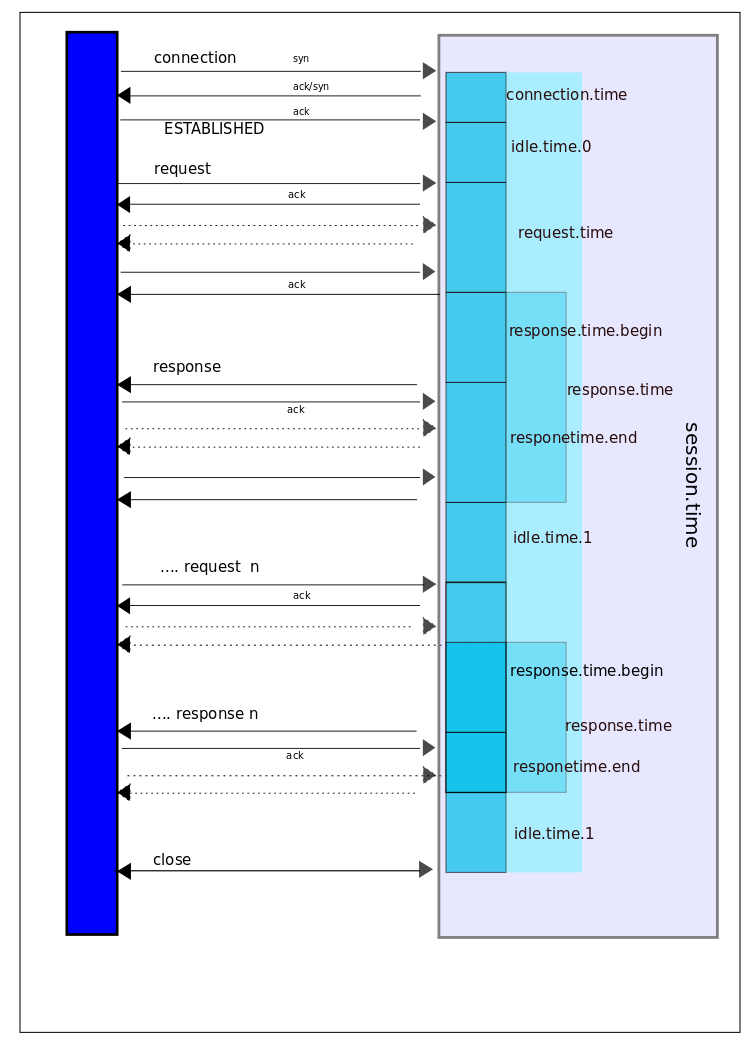 connection
syn
ack/syn
connection.time
ack
ESTABLISHED
idle.time.0
request
ack
request.time
ack
response.time.begin
response
response.time
ack
responetime.end
session.time
idle.time.1
.... request  n
ack
response.time.begin
.... response n
response.time
ack
responetime.end
idle.time.1
close